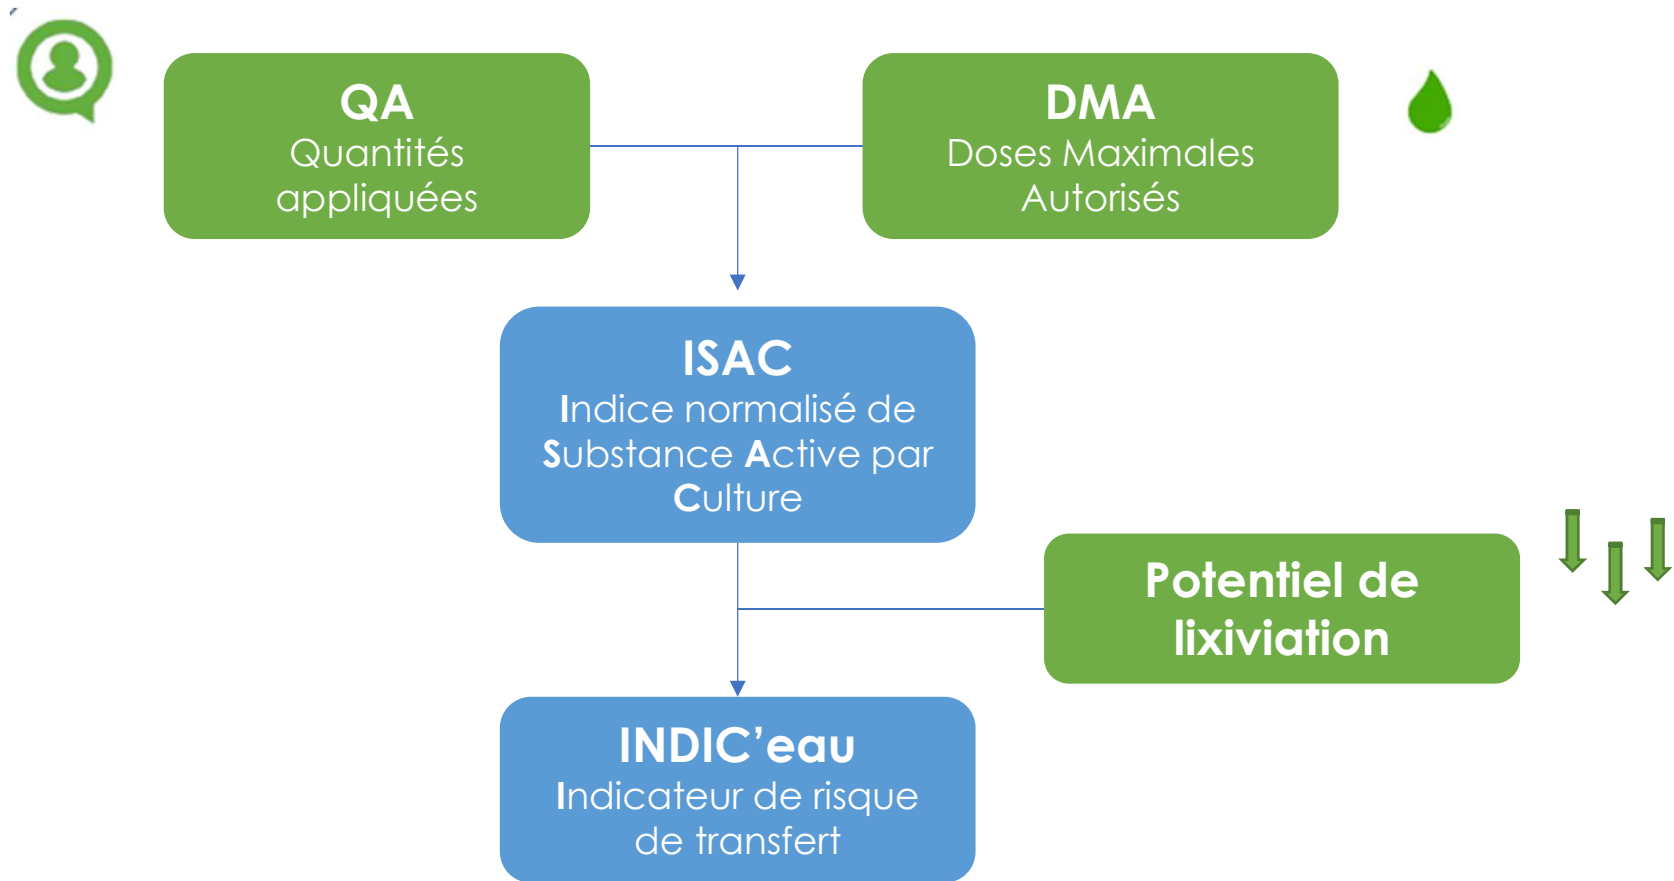 QA
Quantités
appliquées
DMA
Doses Maximales
Autorisés
ISAC
Indice normalisé de
Substance Active par
Culture
Potentiel de
lixiviation
INDIC’eau
Indicateur de risque
de transfert